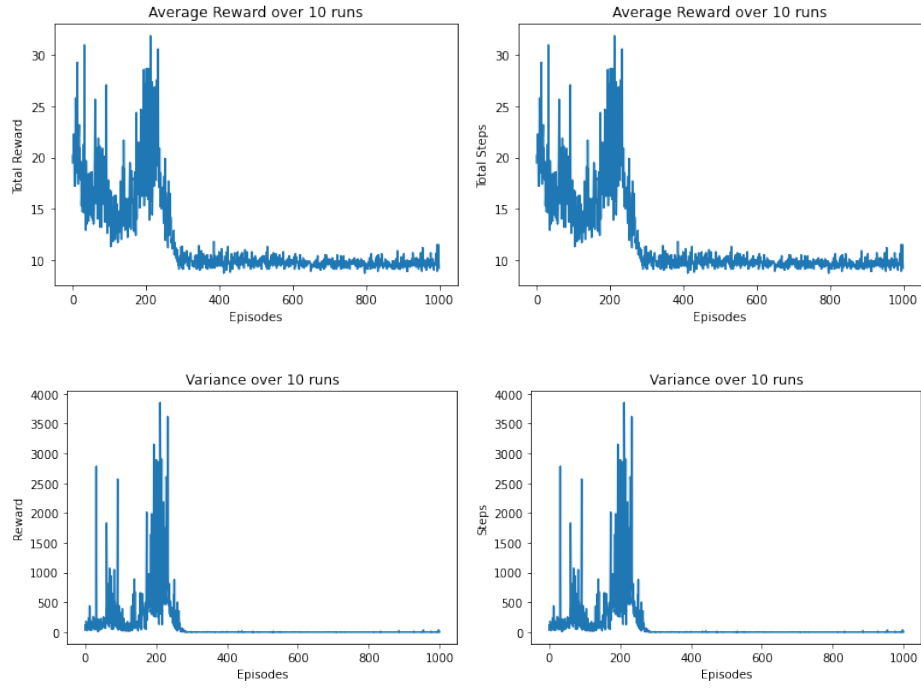 Average Reward over 10 runs
Total Reward
30
25
20
15
10
0 200 400 600 800 1000
Episodes
Average Reward over 10 runs
Total Steps
30
25
20
15
10
0 200 400 600 800 1000
Episodes
Variance over 10 runs
Reward
4000
3500
3000
2500
2000
1500
1000
500
0
0 200 400 600 800 1000
Episodes
Variance over 10 runs
Steps
4000
3500
3000
2500
2000
1500
1000
500
0
0 200 400 600 800 1000
Episodes